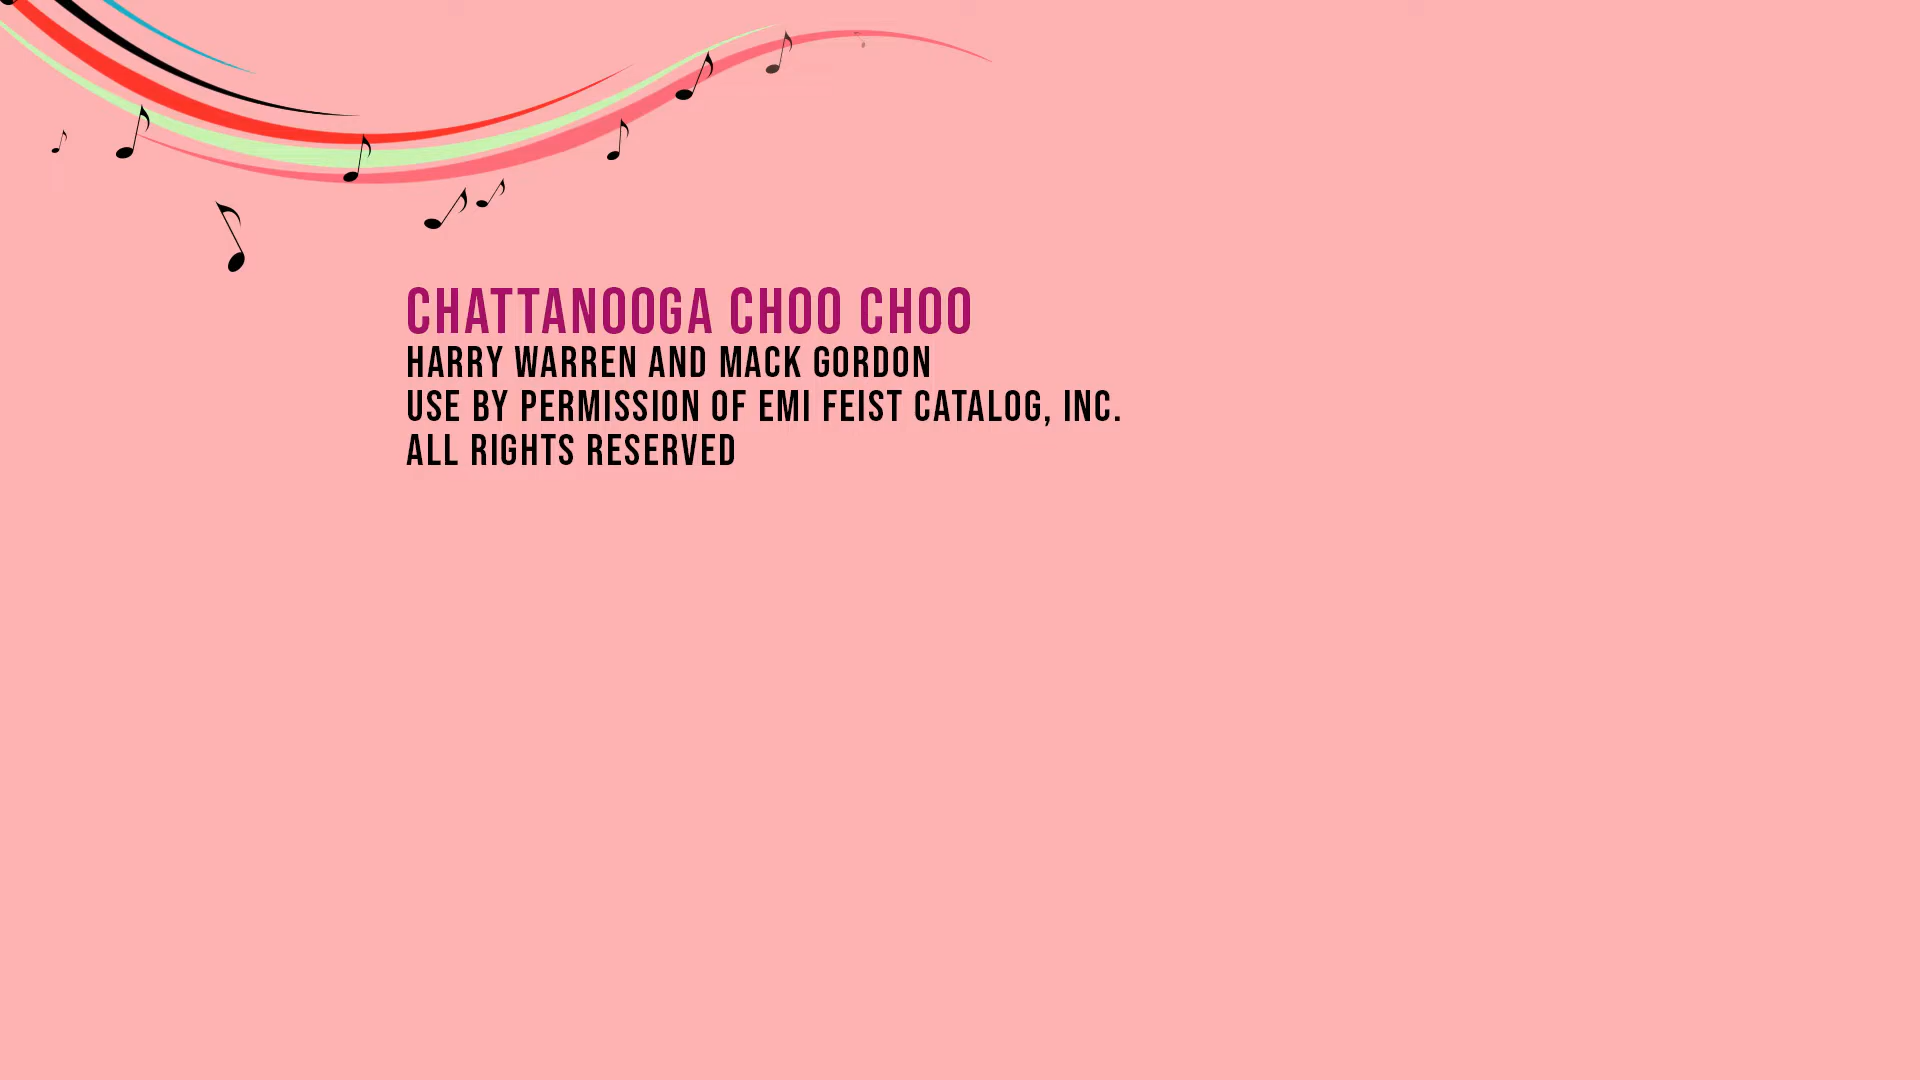 CHATTANOOGA CHOO CHOO
HARRY WARREN AND MACK GORDON
USE BY PERMISSION OF EMI FEIST CATALOG, INC.
ALL RIGHTS RESERVED